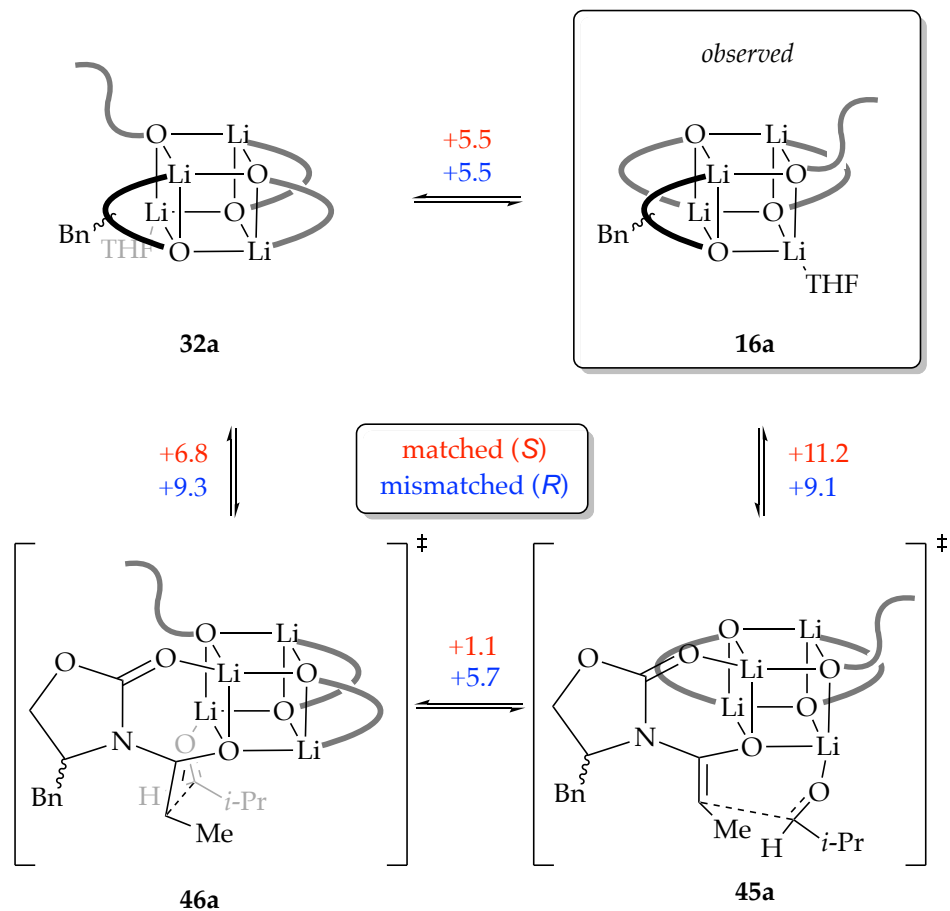 observed
O
Li
O
Li
+5.5
+5.5
Li
O
Li
O
Li
O
Li
O
Bn
THF
O
Li
Bn
O
Li
THF
32a
16a
+6.8
+9.3
matched (S)
mismatched (R)
+11.2
+9.1
‡
‡
O
Li
O
Li
O
O
Li
O
+1.1
+5.7
O
O
Li
O
Li
O
Li
O
N
O
Li
N
O
Li
O
Bn
H
i-Pr
Me
Bn
Me
O
H
i-Pr
46a
45a